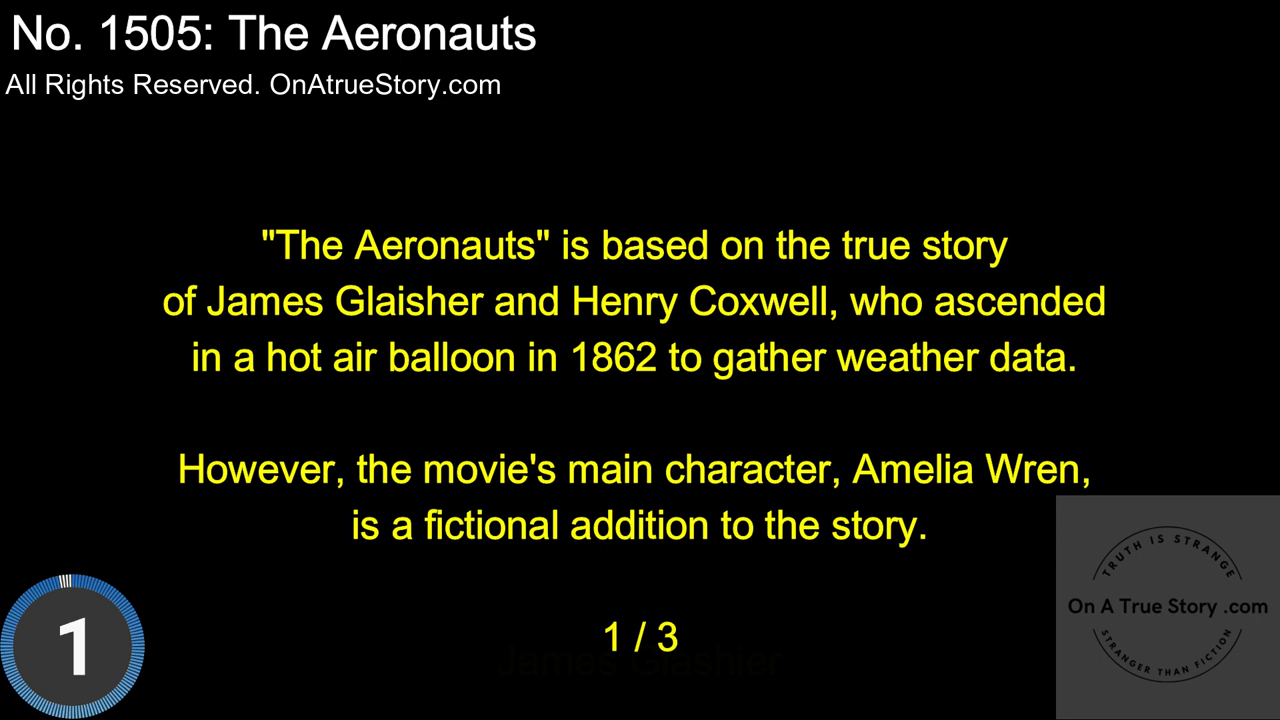 No. 1505: The Aeronauts
All Rights Reserved. OnAtrueStory.com
"The Aeronauts" is based on the true story
of James Glaisher and Henry Coxwell, who ascended
in a hot air balloon in 1862 to gather weather data.
However, the movie's main character, Amelia Wren,
is a fictional addition to the story.
1 / 3
James Glashier
1
TRUTH IS STRANGE
On A True Story .com
STRANGER THAN FICTION